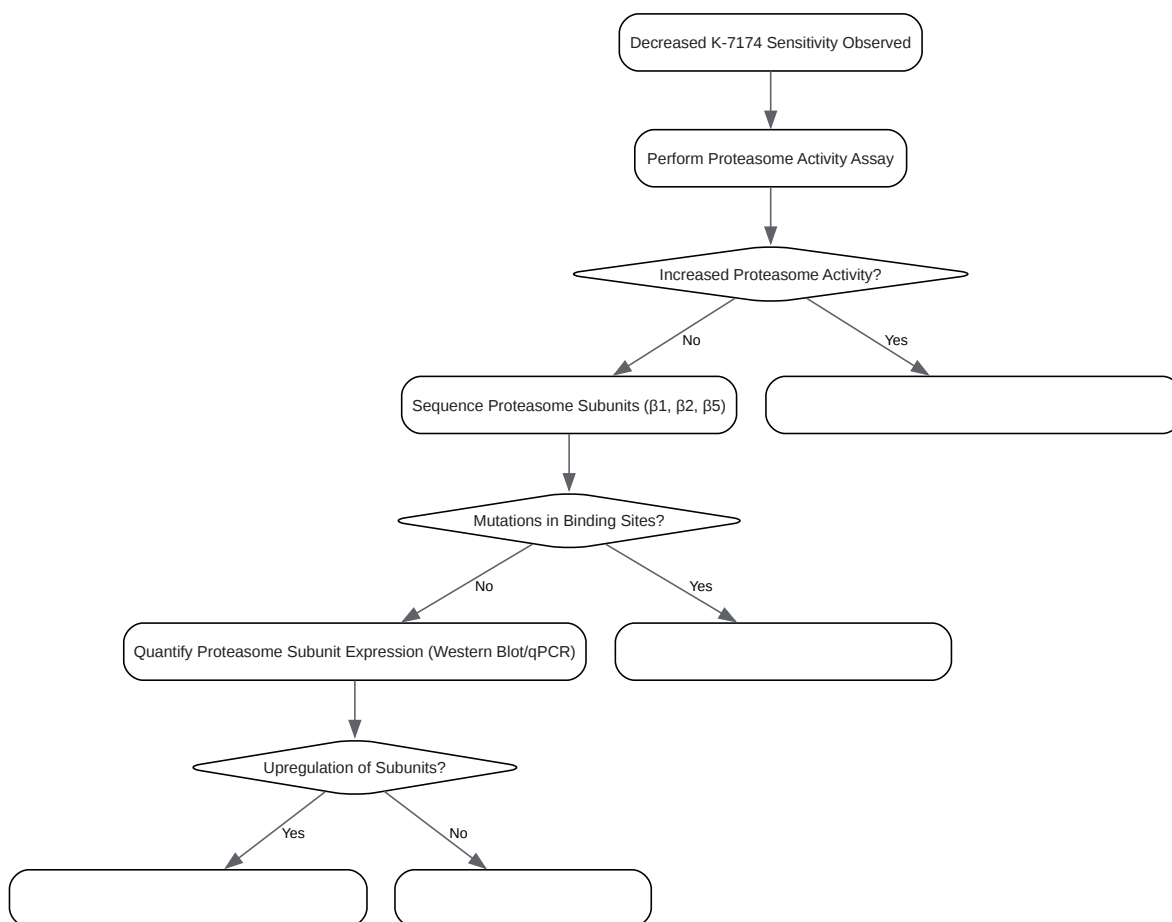 Decreased K-7174 Sensitivity Observed
Perform Proteasome Activity Assay
Increased Proteasome Activity?
No
Yes
Sequence Proteasome Subunits (β1, β2, β5)
Mutations in Binding Sites?
No
Yes
Quantify Proteasome Subunit Expression (Western Blot/qPCR)
Upregulation of Subunits?
Yes
No